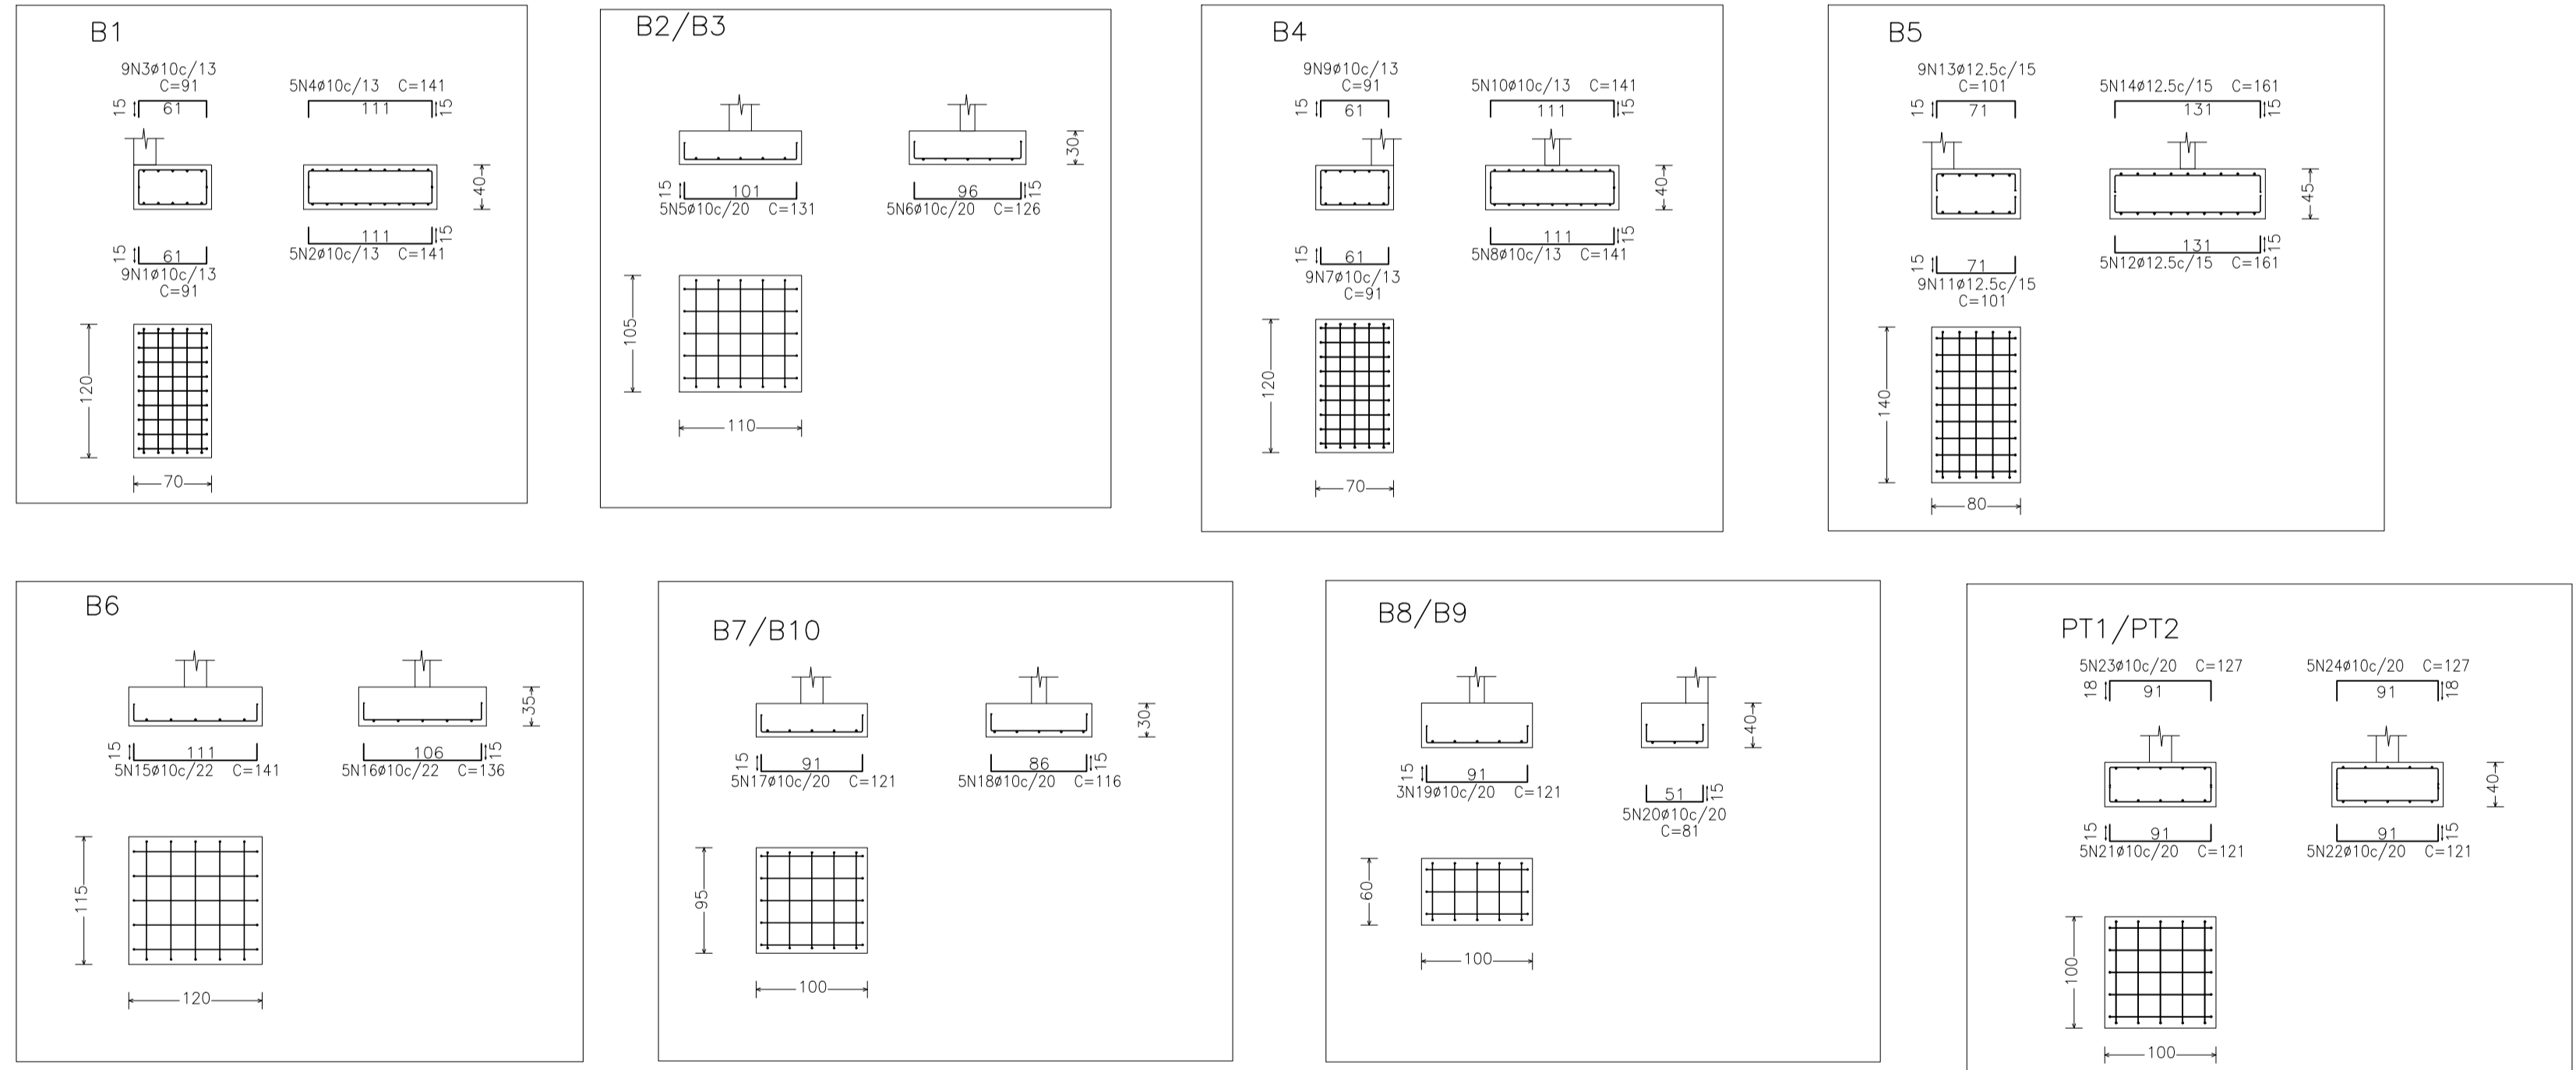 B1
9N3ø10c/13
C=91
15
61
5N4ø10c/13 C=141
111
15
40
15
61
9N1ø10c/13
C=91
111
15
5N2ø10c/13 C=141
120
70
B2/B3
30
15
101
5N5ø10c/20 C=131
96
15
5N6ø10c/20 C=126
105
110
B4
9N9ø10c/13
C=91
15
61
5N10ø10c/13 C=141
111
15
40
15
61
9N7ø10c/13
C=91
111
15
5N8ø10c/13 C=141
120
70
B5
9N13ø12.5c/15
C=101
15
71
5N14ø12.5c/15 C=161
131
15
45
15
71
9N11ø12.5c/15
C=101
131
15
5N12ø12.5c/15 C=161
140
80
B6
35
15
111
5N15ø10c/22 C=141
106
15
5N16ø10c/22 C=136
115
120
B7/B10
30
15
91
5N17ø10c/20 C=121
86
15
5N18ø10c/20 C=116
95
100
B8/B9
40
15
91
3N19ø10c/20 C=121
51
15
5N20ø10c/20
C=81
60
100
PT1/PT2
5N23ø10c/20 C=127
18
91
5N24ø10c/20 C=127
91
18
40
15
91
5N21ø10c/20 C=121
91
15
5N22ø10c/20 C=121
100
100